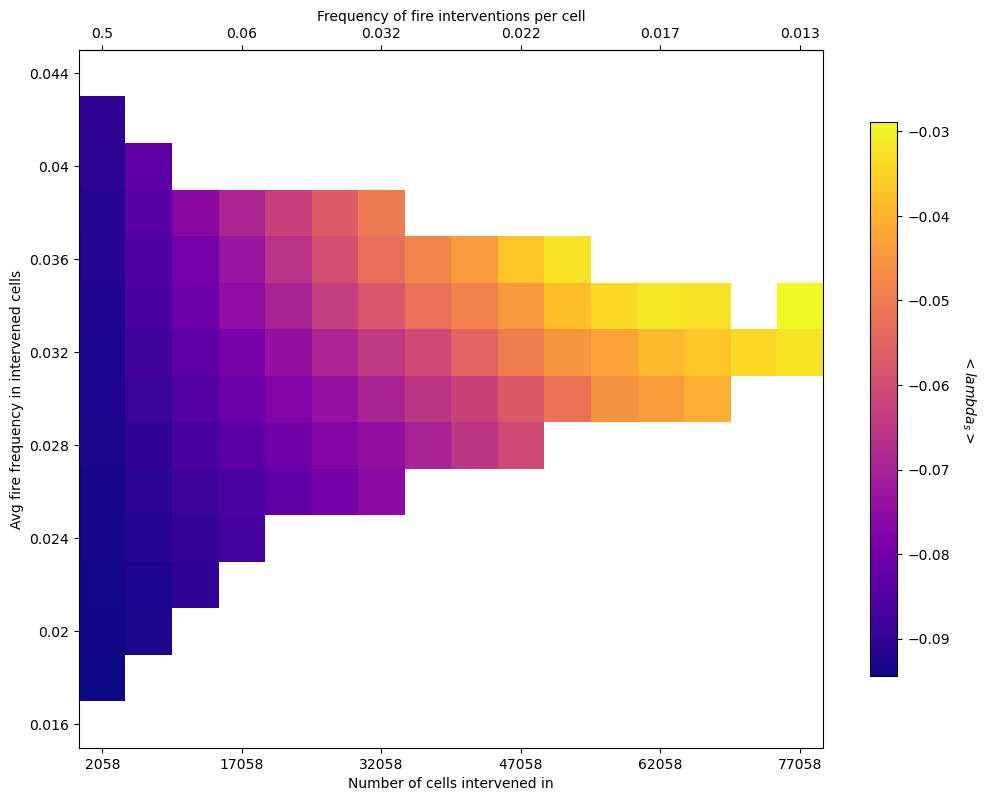 Frequency of fire interventions per cell
0.5 0.06 0.032 0.022 0.017 0.013
Avg fire frequency in intervened cells
0.044
0.04
0.036
0.032
0.028
0.024
0.02
0.016
2058 17058 32058 47058 62058 77058
Number of cells intervened in
−0.03
−0.04
−0.05
−0.06
−0.07
−0.08
−0.09
< lambda_s >